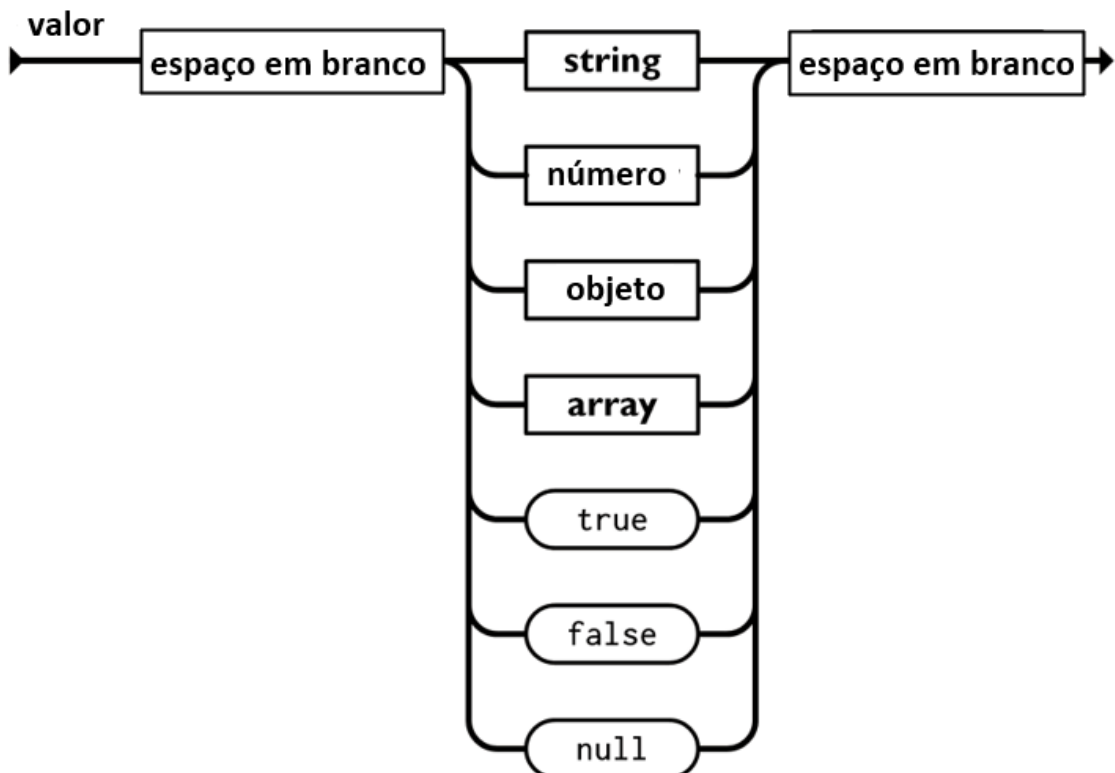 valor
espaço em branco
string
espaço em branco
número
objeto
array
true
false
null